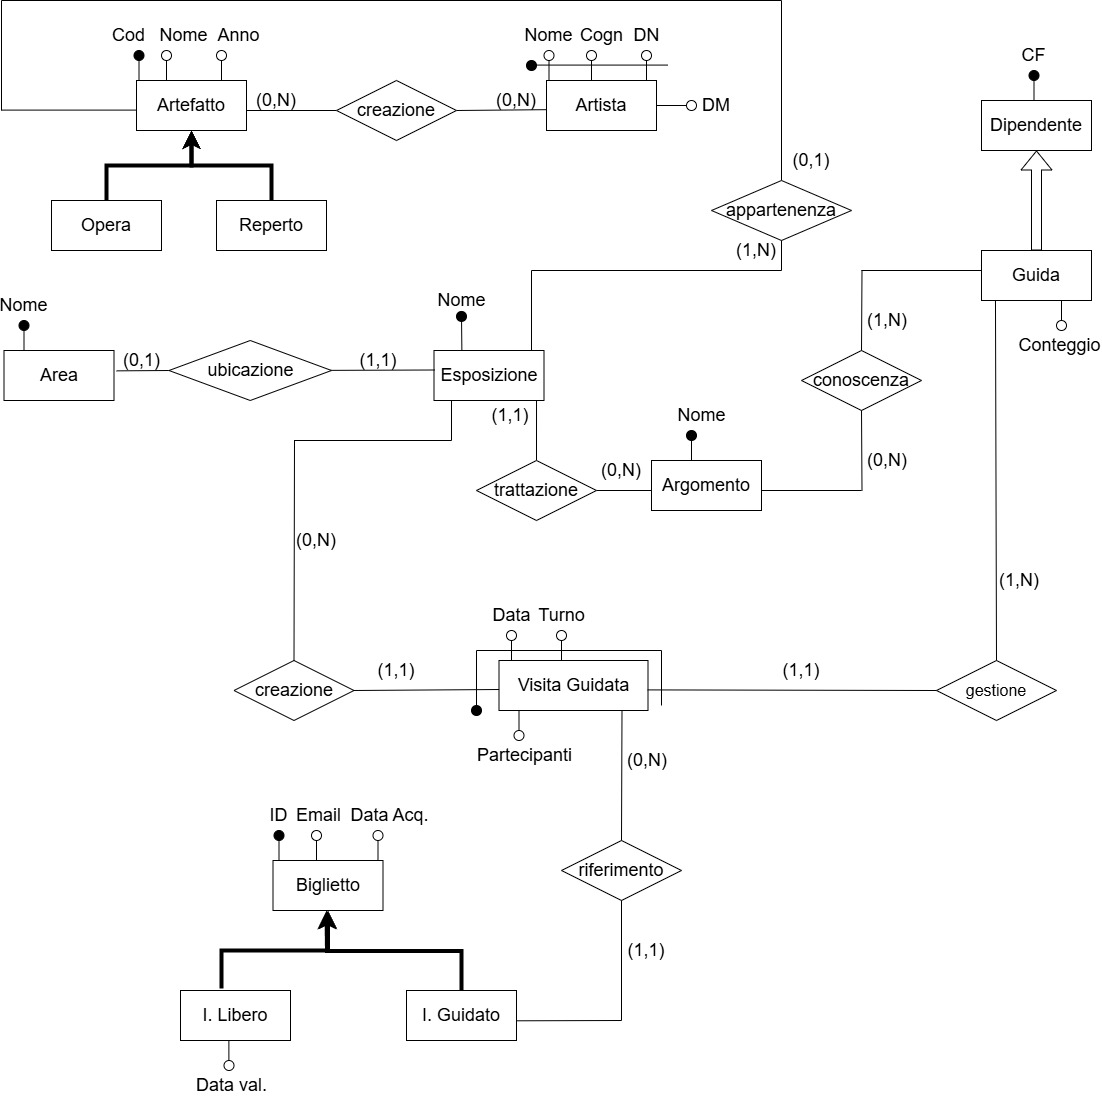 Cod Nome Anno
Nome Cogn DN
CF
Artefatto
(0,N)
creazione
(0,N)
Artista
DM
Dipendente
(0,1)
Opera
Reperto
appartenenza
(1,N)
Guida
Nome
Nome
(1,N)
Conteggio
Area
(0,1)
ubicazione
(1,1)
Esposizione
conoscenza
(1,1)
Nome
(0,N)
(0,N)
trattazione
Argomento
(0,N)
(1,N)
Data Turno
(1,1)
(1,1)
creazione
Visita Guidata
gestione
Partecipanti
(0,N)
ID Email Data Acq.
riferimento
Biglietto
(1,1)
I. Libero
I. Guidato
Data val.